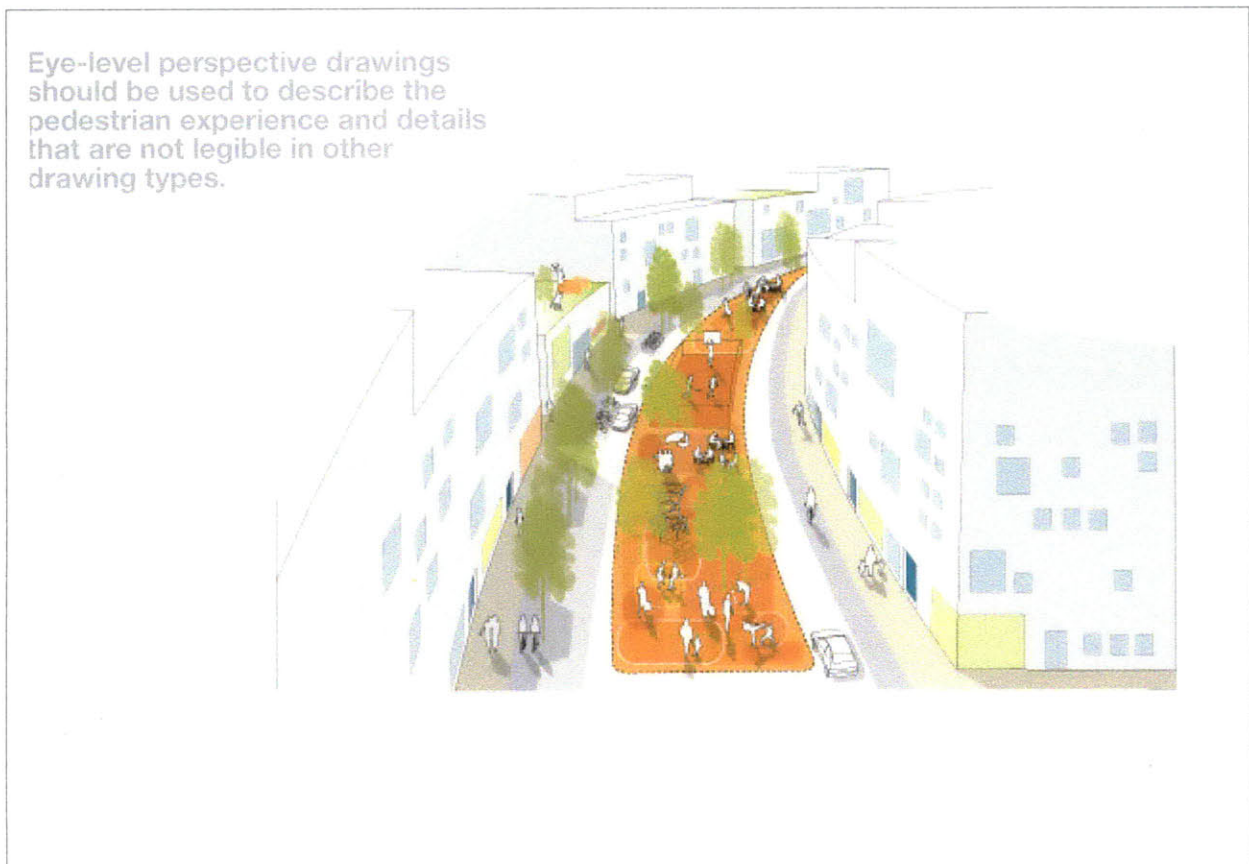 Eye-level perspective drawings
should be used to describe the
pedestrian experience and details
that are not legible in other
drawing types.